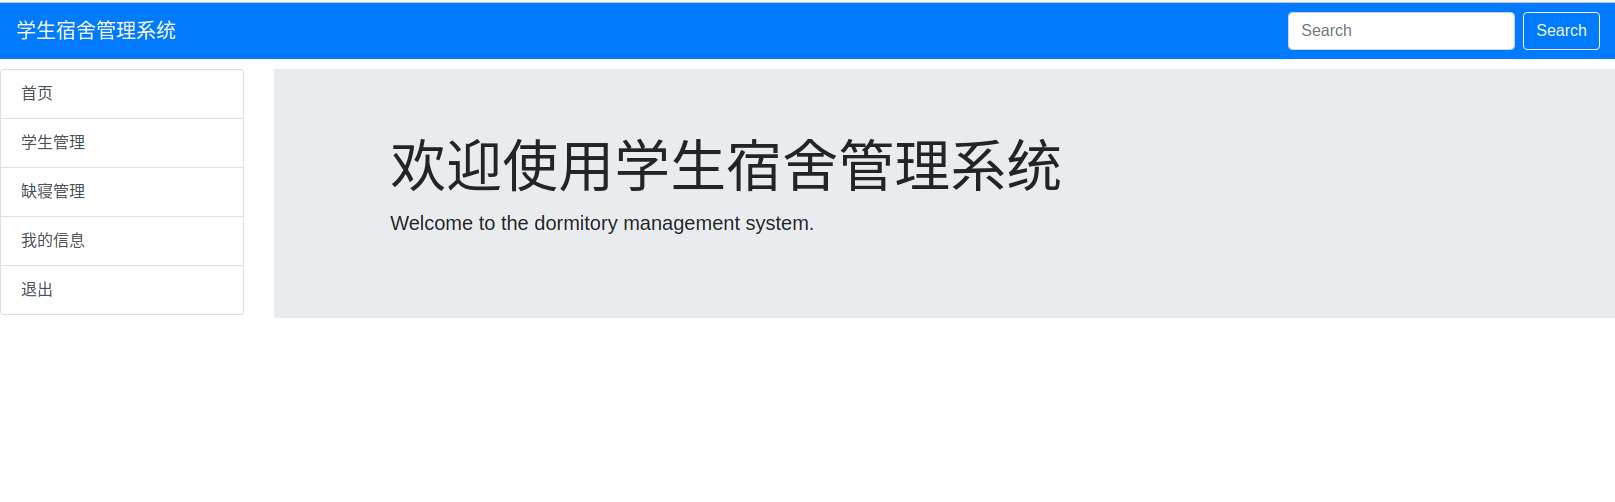 学生宿舍管理系统
Search
Search
首页
学生管理
缺寝管理
我的信息
退出
欢迎使用学生宿舍管理系统
Welcome to the dormitory management system.